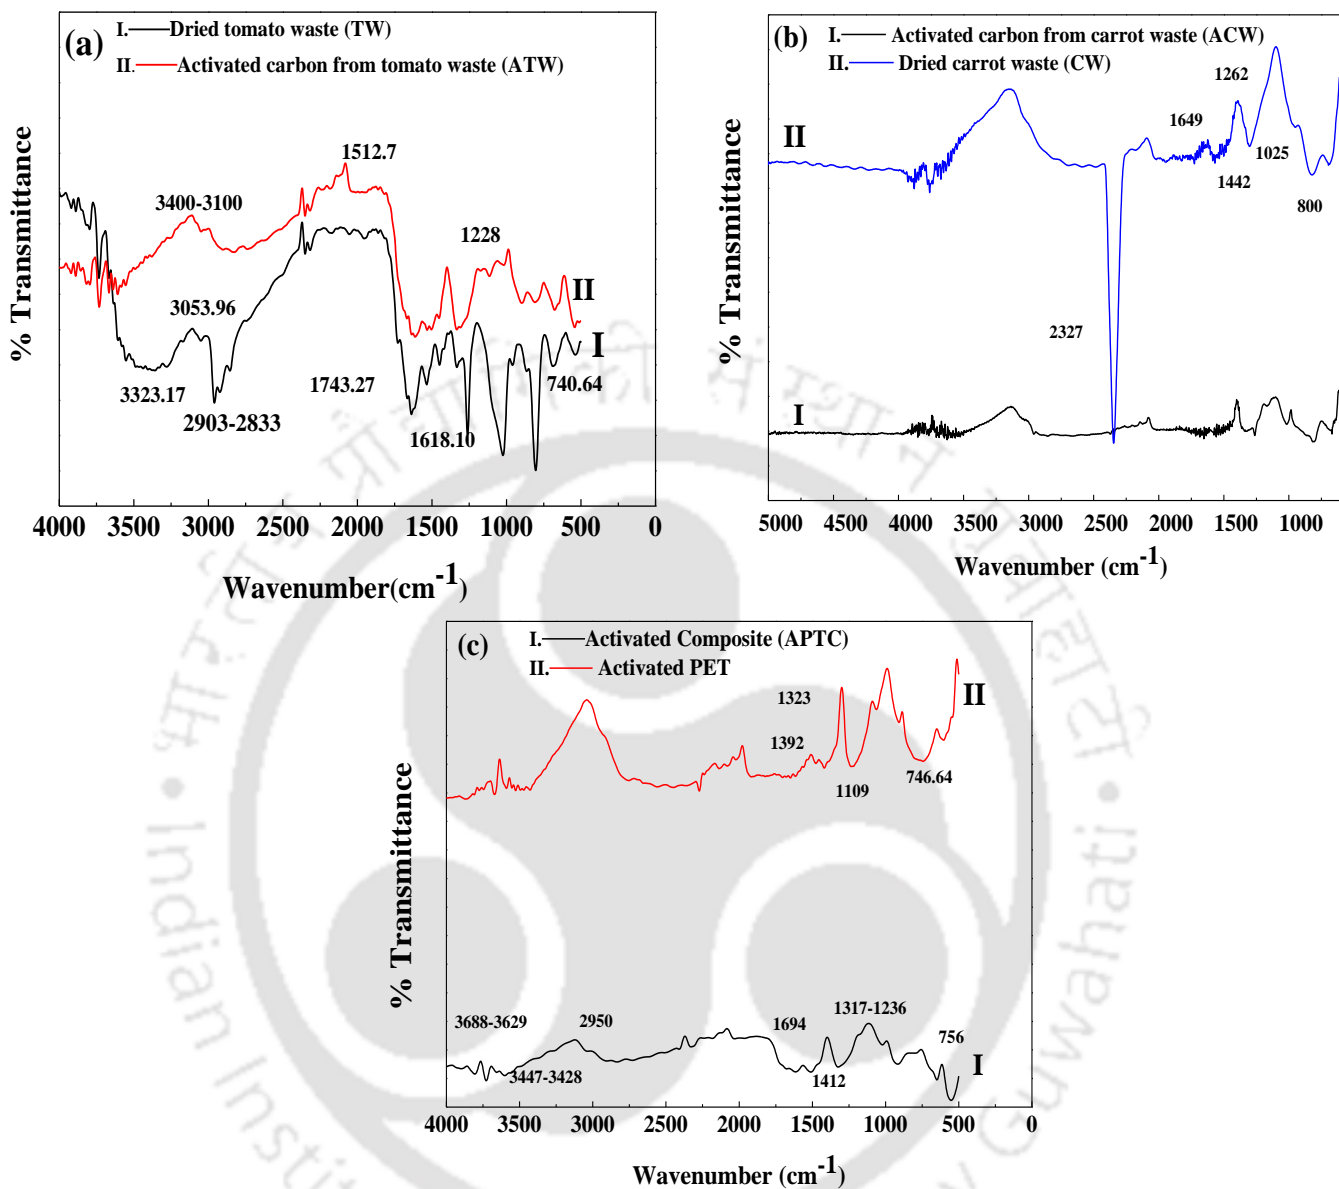 (a)
I. Dried tomato waste (TW)
II. Activated carbon from tomato waste (ATW)
1512.7
3400-3100
1228
3053.96
II
I
3323.17
1743.27
740.64
2903-2833
1618.10
% Transmittance
4000 3500 3000 2500 2000 1500 1000 500 0
Wavenumber(cm-1)
(b)
I. Activated carbon from carrot waste (ACW)
II. Dried carrot waste (CW)
1262
1649
II
1025
1442
800
2327
I
% Transmittance
5000 4500 4000 3500 3000 2500 2000 1500 1000
Wavenumber (cm-1)
(c)
I. Activated Composite (APTC)
II. Activated PET
II
1323
1392
746.64
1109
3688-3629
2950
1694
1317-1236
756
I
3447-3428
1412
% Transmittance
4000 3500 3000 2500 2000 1500 1000 500 0
Wavenumber (cm-1)
Indian Institute
Guwahati